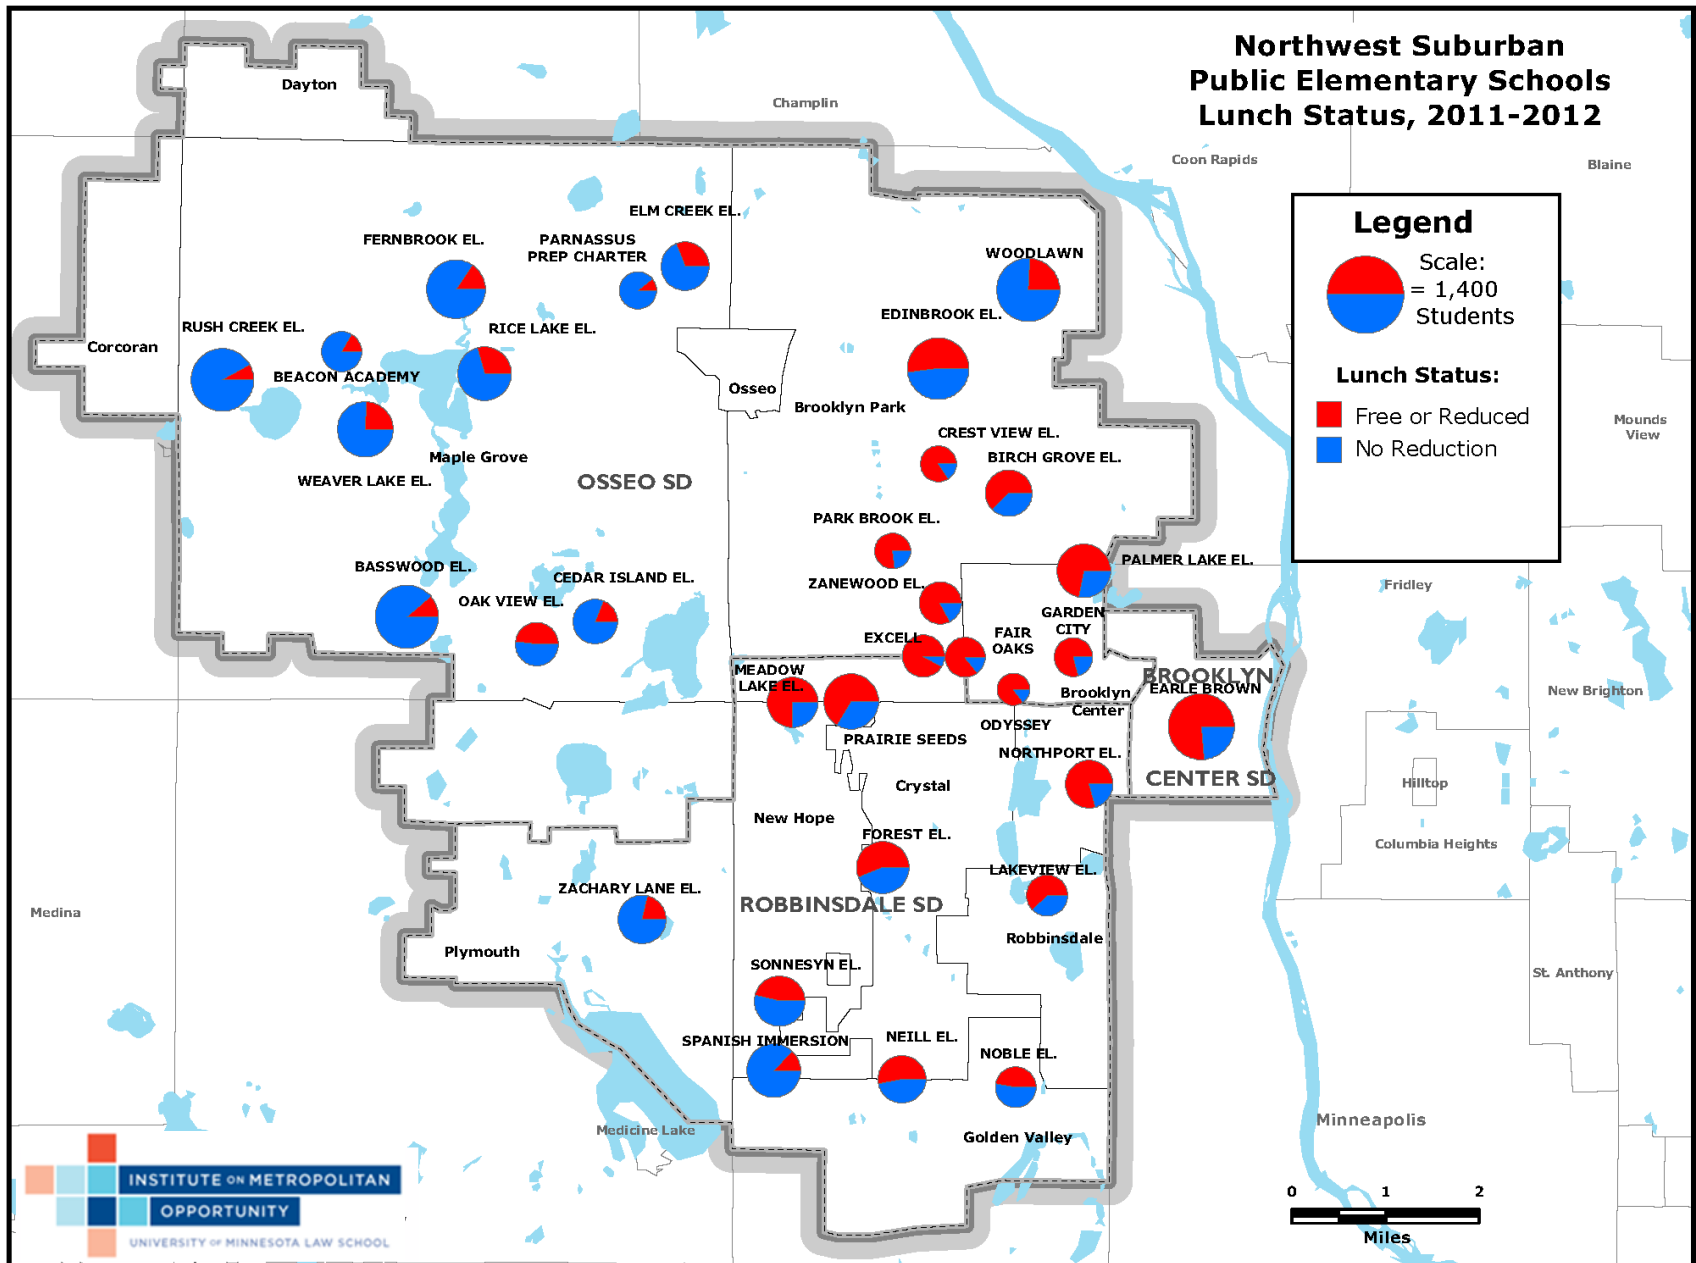 Northwest Suburban
Public Elementary Schools
Lunch Status, 2011-2012
Dayton
Champlin
Coon Rapids
Blaine
Legend
Scale:
= 1,400
Students
Lunch Status:
Free or Reduced
No Reduction
ELM CREEK EL.
FERNBROOK EL.
PARNASSUS
PREP CHARTER
WOODLAWN
EDINBROOK EL.
RUSH CREEK EL.
RICE LAKE EL.
Corcoran
BEACON ACADEMY
Osseo
Brooklyn Park
Mounds
View
CREST VIEW EL.
BIRCH GROVE EL.
Maple Grove
WEAVER LAKE EL.
OSSEO SD
PARK BROOK EL.
PALMER LAKE EL.
BASSWOOD EL.
CEDAR ISLAND EL.
ZANEWOOD EL.
Fridley
OAK VIEW EL.
GARDEN
CITY
EXCELL
FAIR
OAKS
MEADOW
LAKE EL.
BROOKLYN
EARLE BROWN
Brooklyn
Center
New Brighton
ODYSSEY
PRAIRIE SEEDS
NORTHPORT EL.
CENTER SD
Hilltop
Crystal
New Hope
FOREST EL.
Columbia Heights
LAKEVIEW EL.
ZACHARY LANE EL.
ROBBINSDALE SD
Medina
Robbinsdale
Plymouth
SONNESYN EL.
St. Anthony
SPANISH IMMERSION
NEILL EL.
NOBLE EL.
Medicine Lake
Golden Valley
Minneapolis
0 1 2
Miles
INSTITUTE ON METROPOLITAN
OPPORTUNITY
UNIVERSITY OF MINNESOTA LAW SCHOOL